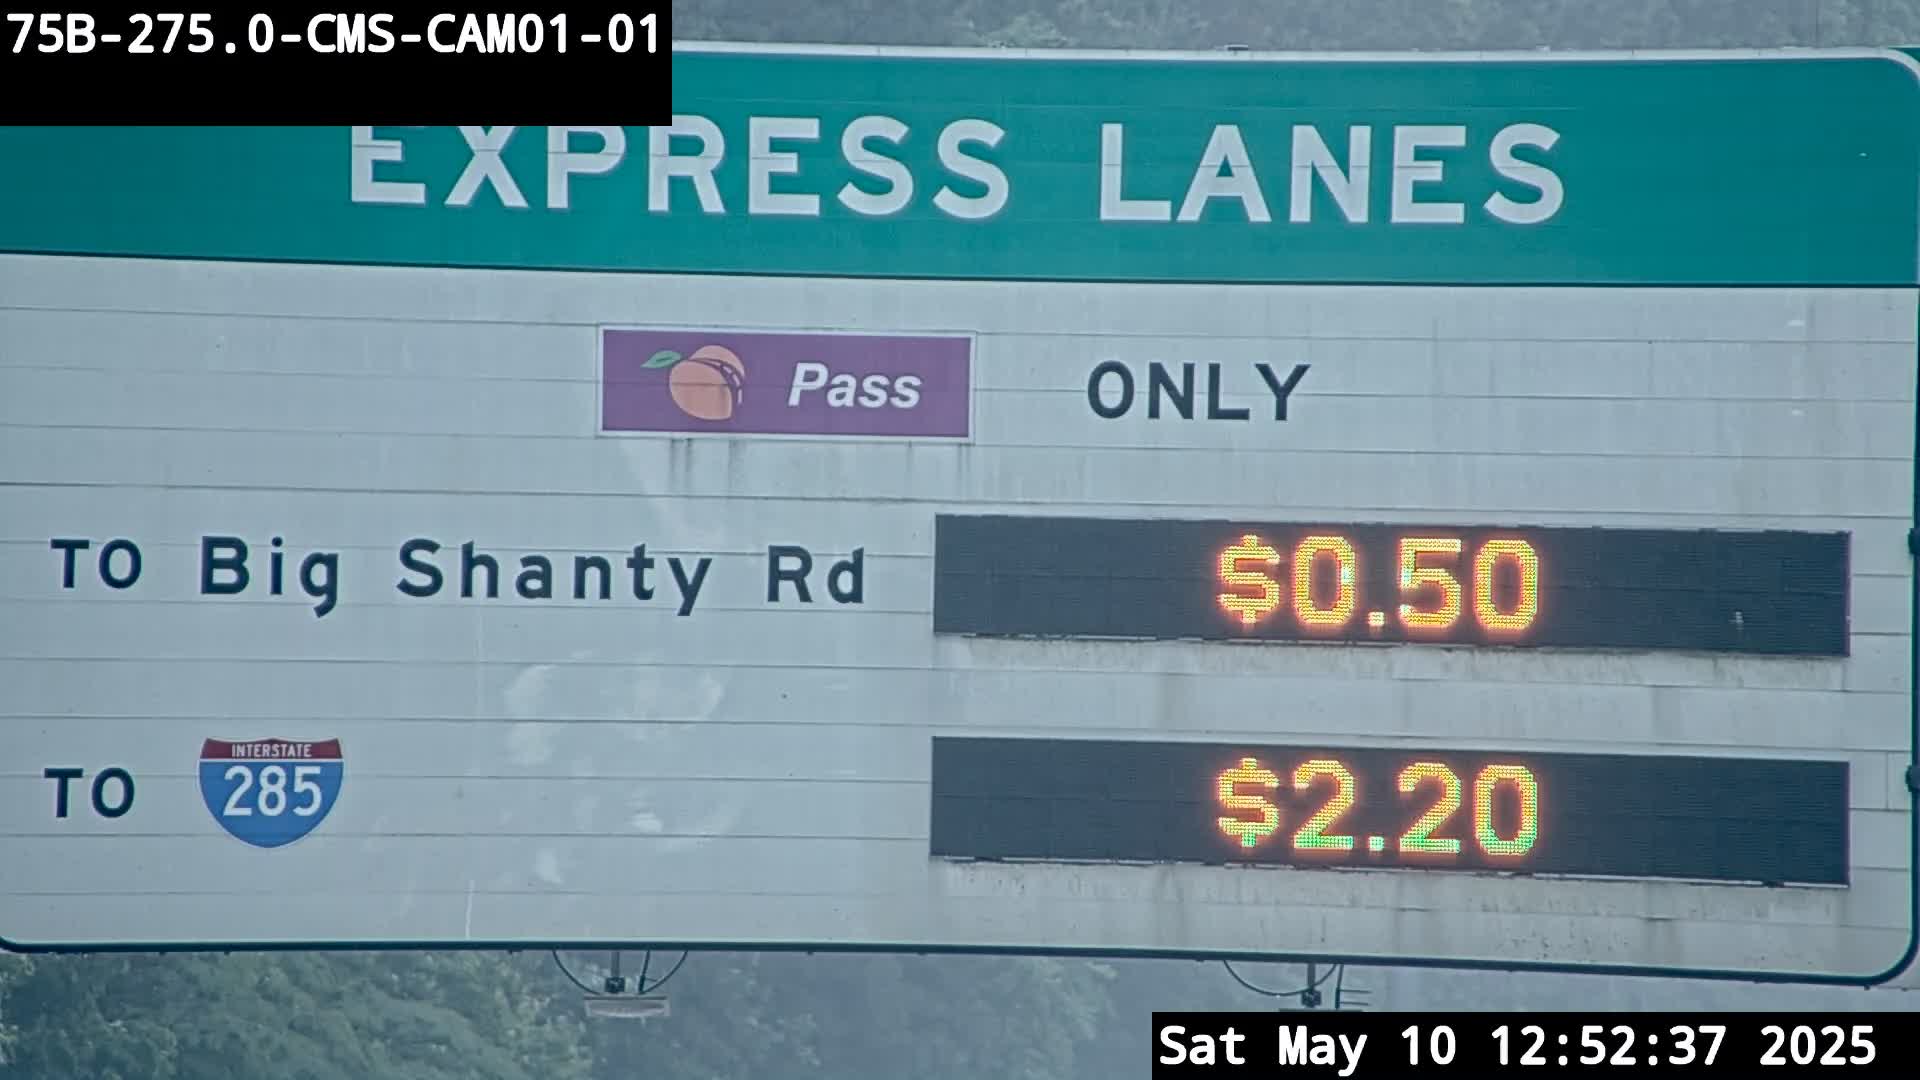 75B-275.0-CMS-CAM01-01
EXPRESS LANES
Pass ONLY
TO Big Shanty Rd $0.50
INTERSTATE
TO 285 $2.20
Sat May 10 12:52:37 2025